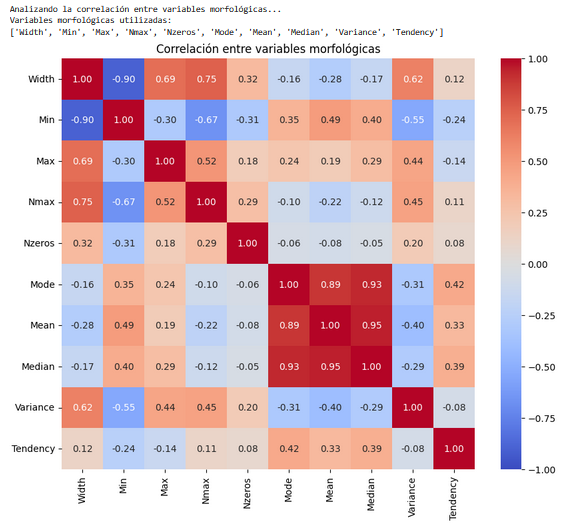 Analizando la correlación entre variables morfológicas...
Variables morfológicas utilizadas:
['Width', 'Min', 'Max', 'Nmax', 'Nzeros', 'Mode', 'Mean', 'Median', 'Variance', 'Tendency']
Correlación entre variables morfológicas
Width 1.00 -0.90 0.69 0.75 0.32 -0.16 -0.28 -0.17 0.62 0.12
Min -0.90 1.00 -0.30 -0.67 -0.31 0.35 0.49 0.40 -0.55 -0.24
Max 0.69 -0.30 1.00 0.52 0.18 0.24 0.19 0.29 0.44 -0.14
Nmax 0.75 -0.67 0.52 1.00 0.29 -0.10 -0.22 -0.12 0.45 0.11
Nzeros 0.32 -0.31 0.18 0.29 1.00 -0.06 -0.08 -0.05 0.20 0.08
Mode -0.16 0.35 0.24 -0.10 -0.06 1.00 0.89 0.93 -0.31 0.42
Mean -0.28 0.49 0.19 -0.22 -0.08 0.89 1.00 0.95 -0.40 0.33
Median -0.17 0.40 0.29 -0.12 -0.05 0.93 0.95 1.00 -0.29 0.39
Variance 0.62 -0.55 0.44 0.45 0.20 -0.31 -0.40 -0.29 1.00 -0.08
Tendency 0.12 -0.24 -0.14 0.11 0.08 0.42 0.33 0.39 -0.08 1.00
Width Min Max Nmax Nzeros Mode Mean Median Variance Tendency
1.00
0.75
0.50
0.25
0.00
−0.25
−0.50
−0.75
−1.00